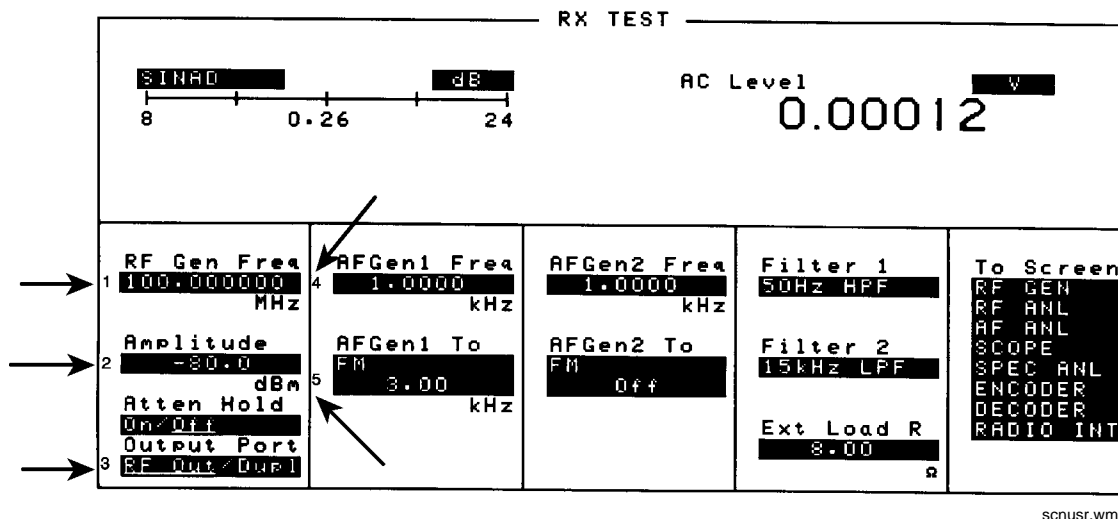 RX TEST
SINAD dB
8 0.26 24
AC Level V
0.00012
1 RF Gen Freq
100.000000
MHz
2 Amplitude
-80.0
dBm
Atten Hold
On/Off
Output Port
3 RF Out/Dupl
4 AFGen1 Freq
1.0000
kHz
5 AFGen1 To
FM
3.00
kHz
AFGen2 Freq
1.0000
kHz
AFGen2 To
FM
Off
Filter 1
50Hz HPF
Filter 2
15kHz LPF
Ext Load R
8.00
Ω
To Screen
RF GEN
RF ANL
AF ANL
SCOPE
SPEC ANL
ENCODER
DECODER
RADIO INT
scnusr.wm